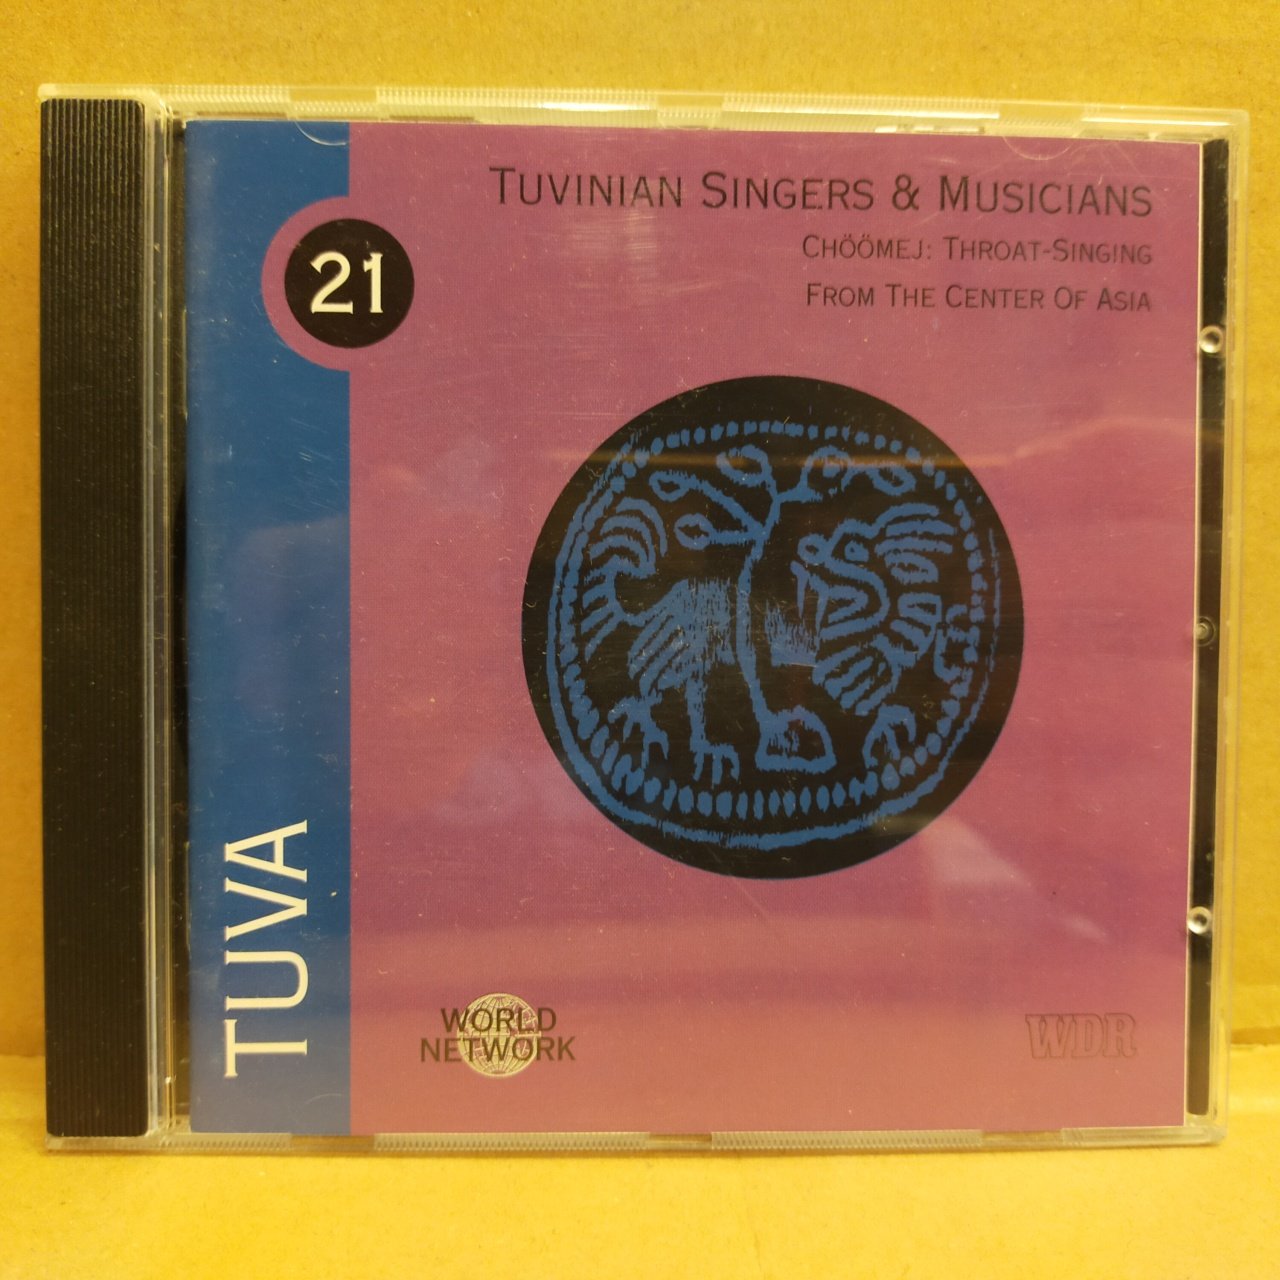 TUVINIAN SINGERS & MUSICIANS
CHÖÖMEJ: THROAT-SINGING
FROM THE CENTER OF ASIA
21
TUVA
WORLD
NETWORK
WDR